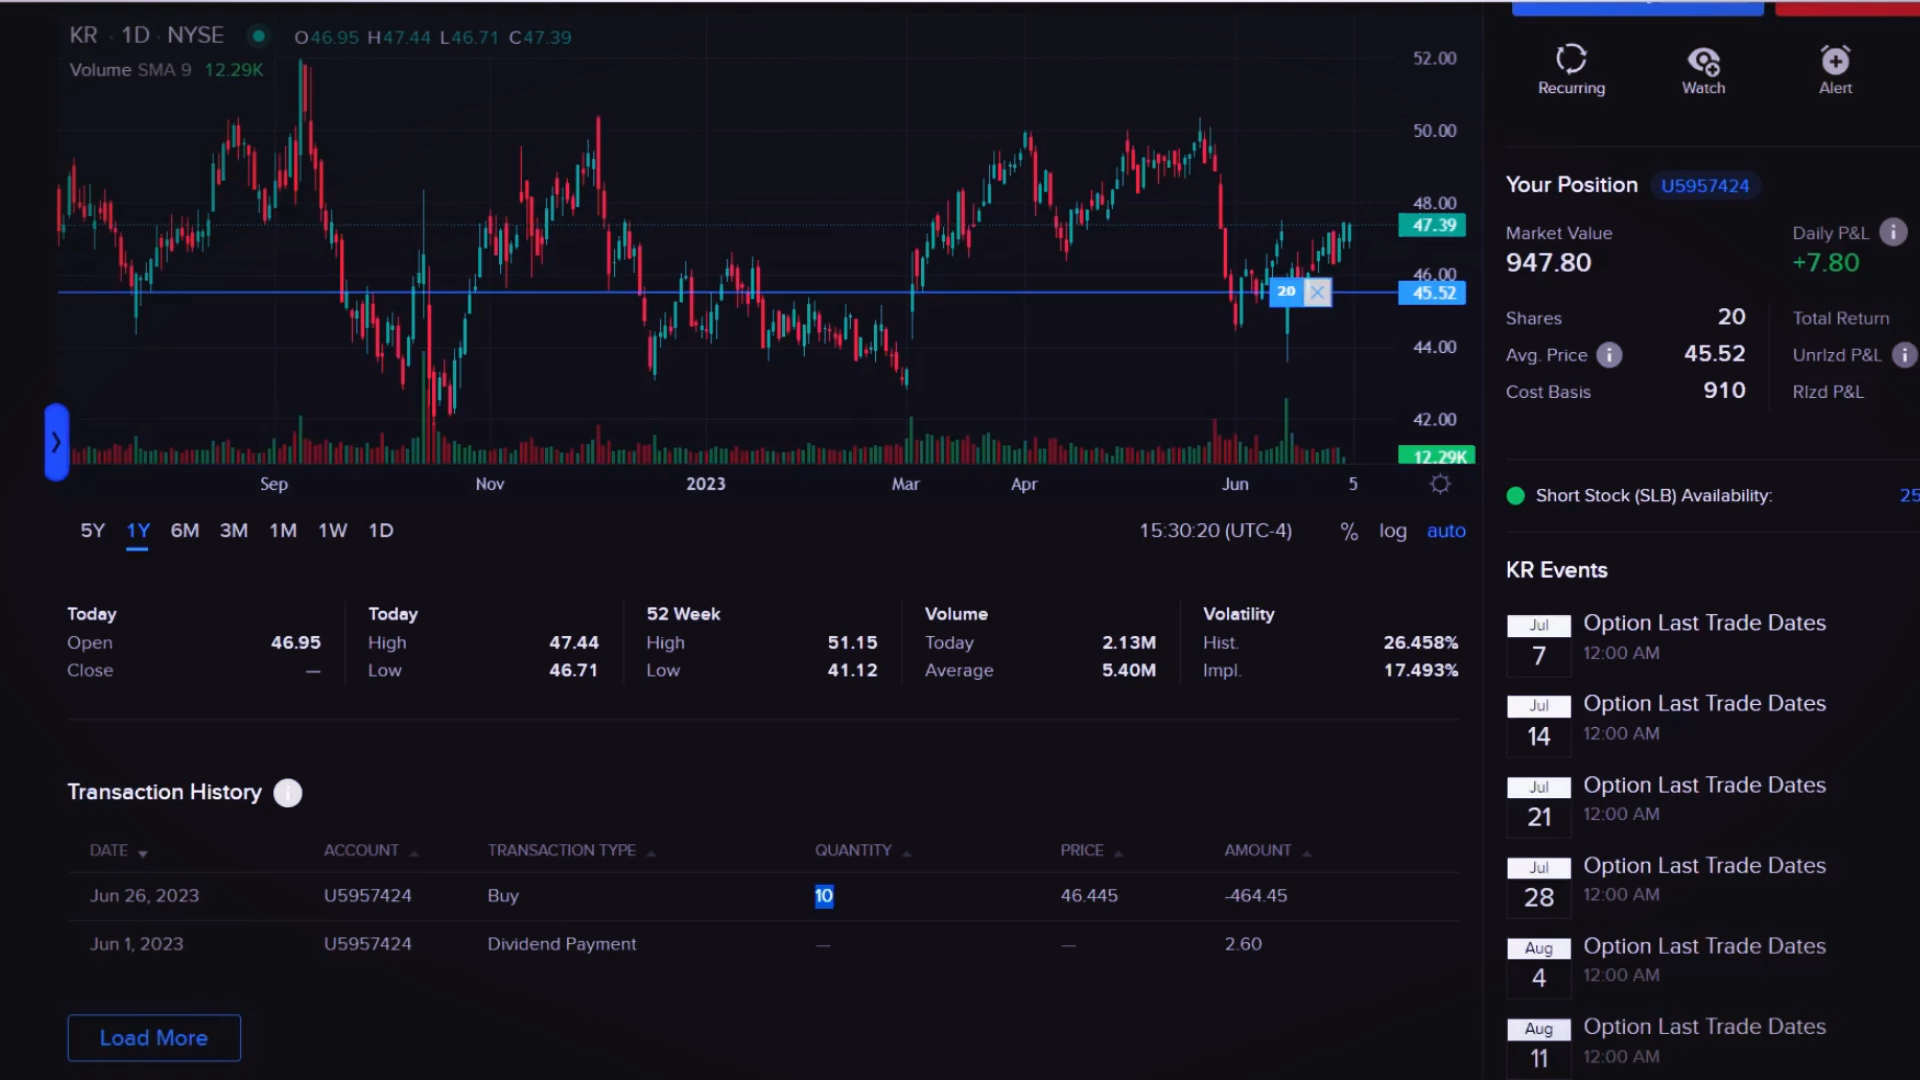 KR · 1D · NYSE O46.95 H47.44 L46.71 C47.39
Volume SMA 9 12.29K
52.00
50.00
48.00
47.39
46.00
20
45.52
44.00
42.00
12.29K
Sep Nov 2023 Mar Apr Jun 5
5Y 1Y 6M 3M 1M 1W 1D 15:30:20 (UTC-4) % log auto
Today Today 52 Week Volume Volatility
Open 46.95 High 47.44 High 51.15 Today 2.13M Hist. 26.458%
Close — Low 46.71 Low 41.12 Average 5.40M Impl. 17.493%
Transaction History i
DATE ACCOUNT TRANSACTION TYPE QUANTITY PRICE AMOUNT
Jun 26, 2023 U5957424 Buy 10 46.445 -464.45
Jun 1, 2023 U5957424 Dividend Payment — — 2.60
Load More
Recurring Watch Alert
Your Position U5957424
Market Value Daily P&L i
947.80 +7.80
Shares 20 Total Return
Avg. Price i 45.52 Unrlzd P&L i
Cost Basis 910 Rlzd P&L
Short Stock (SLB) Availability: 25
KR Events
Jul 7 Option Last Trade Dates
12:00 AM
Jul 14 Option Last Trade Dates
12:00 AM
Jul 21 Option Last Trade Dates
12:00 AM
Jul 28 Option Last Trade Dates
12:00 AM
Aug 4 Option Last Trade Dates
12:00 AM
Aug 11 Option Last Trade Dates
12:00 AM